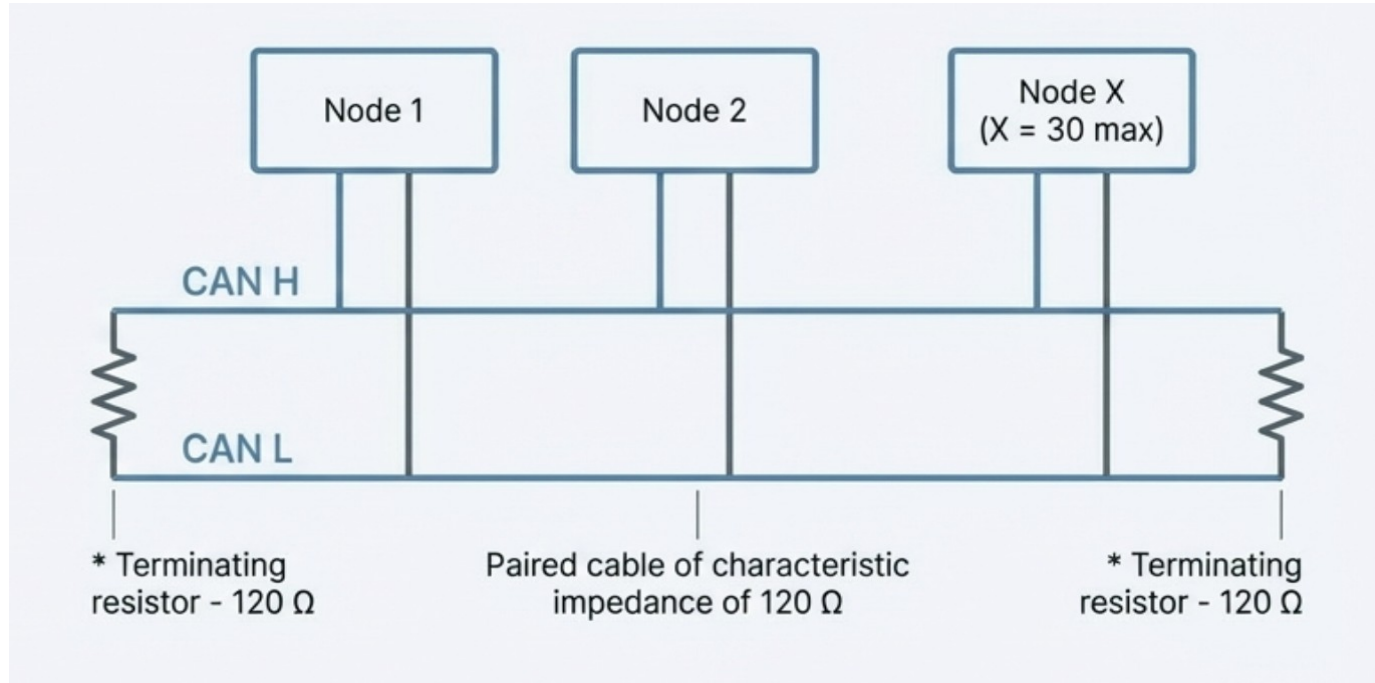 Node 1
Node 2
Node X
(X = 30 max)
CAN H
CAN L
* Terminating
resistor - 120 Ω
Paired cable of characteristic
impedance of 120 Ω
* Terminating
resistor - 120 Ω